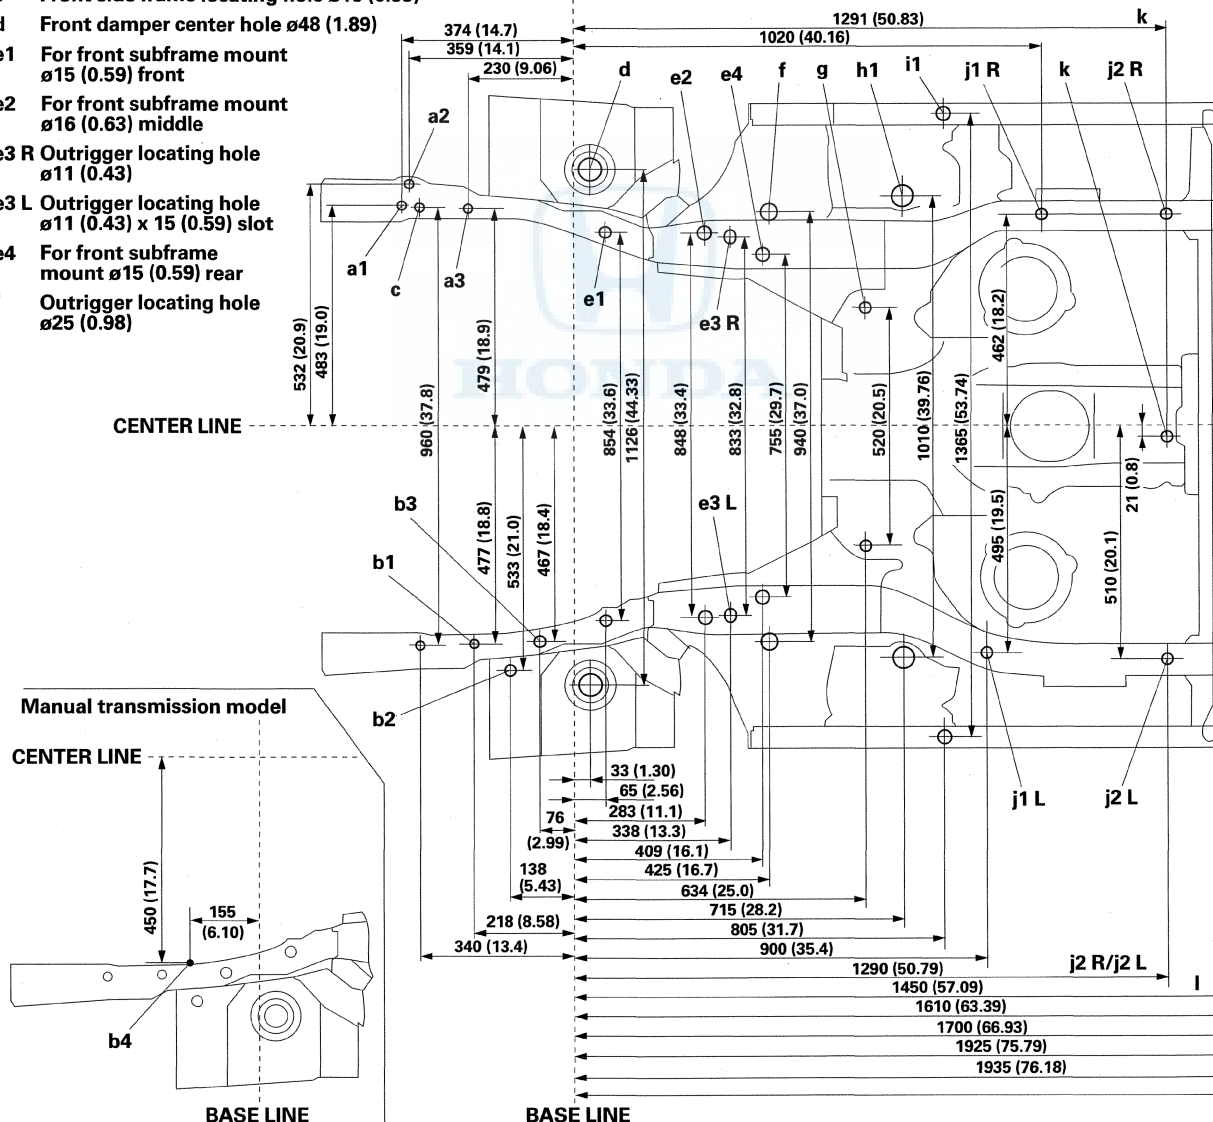 d Front damper center hole ø48 (1.89)
e1 For front subframe mount
ø15 (0.59) front
e2 For front subframe mount
ø16 (0.63) middle
e3 R Outrigger locating hole
ø11 (0.43)
e3 L Outrigger locating hole
ø11 (0.43) x 15 (0.59) slot
e4 For front subframe
mount ø15 (0.59) rear
Outrigger locating hole
ø25 (0.98)
374 (14.7)
359 (14.1)
230 (9.06)
1291 (50.83)
k
1020 (40.16)
d
e2
e4
f
g
h1
i1
j1 R
k
j2 R
a2
a1
c
a3
e1
e3 R
HONDA
532 (20.9)
483 (19.0)
479 (18.9)
462 (18.2)
CENTER LINE
960 (37.8)
854 (33.6)
1126 (44.33)
848 (33.4)
833 (32.8)
755 (29.7)
940 (37.0)
520 (20.5)
1010 (39.76)
1365 (53.74)
21 (0.8)
b3
e3 L
477 (18.8)
533 (21.0)
467 (18.4)
495 (19.5)
510 (20.1)
b1
b2
j1 L
j2 L
33 (1.30)
65 (2.56)
283 (11.1)
76
(2.99)
338 (13.3)
409 (16.1)
138
(5.43)
425 (16.7)
634 (25.0)
715 (28.2)
218 (8.58)
805 (31.7)
340 (13.4)
900 (35.4)
j2 R/j2 L
1290 (50.79)
1450 (57.09)
l
1610 (63.39)
1700 (66.93)
1925 (75.79)
1935 (76.18)
BASE LINE
Manual transmission model
CENTER LINE
450 (17.7)
155
(6.10)
b4
BASE LINE